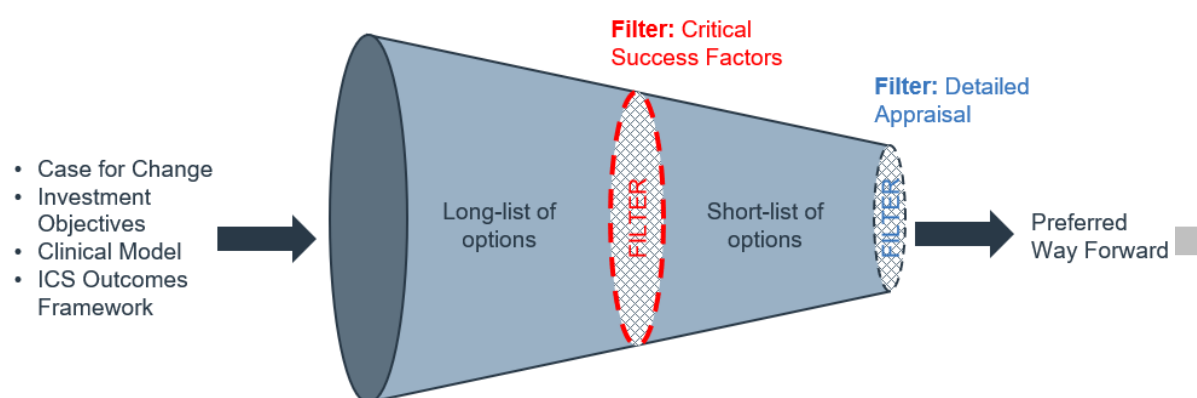 • Case for Change
• Investment
Objectives
• Clinical Model
• ICS Outcomes
Framework
Long-list of
options
Filter: Critical
Success Factors
FILTER
Short-list of
options
Filter: Detailed
Appraisal
FILTER
Preferred
Way Forward